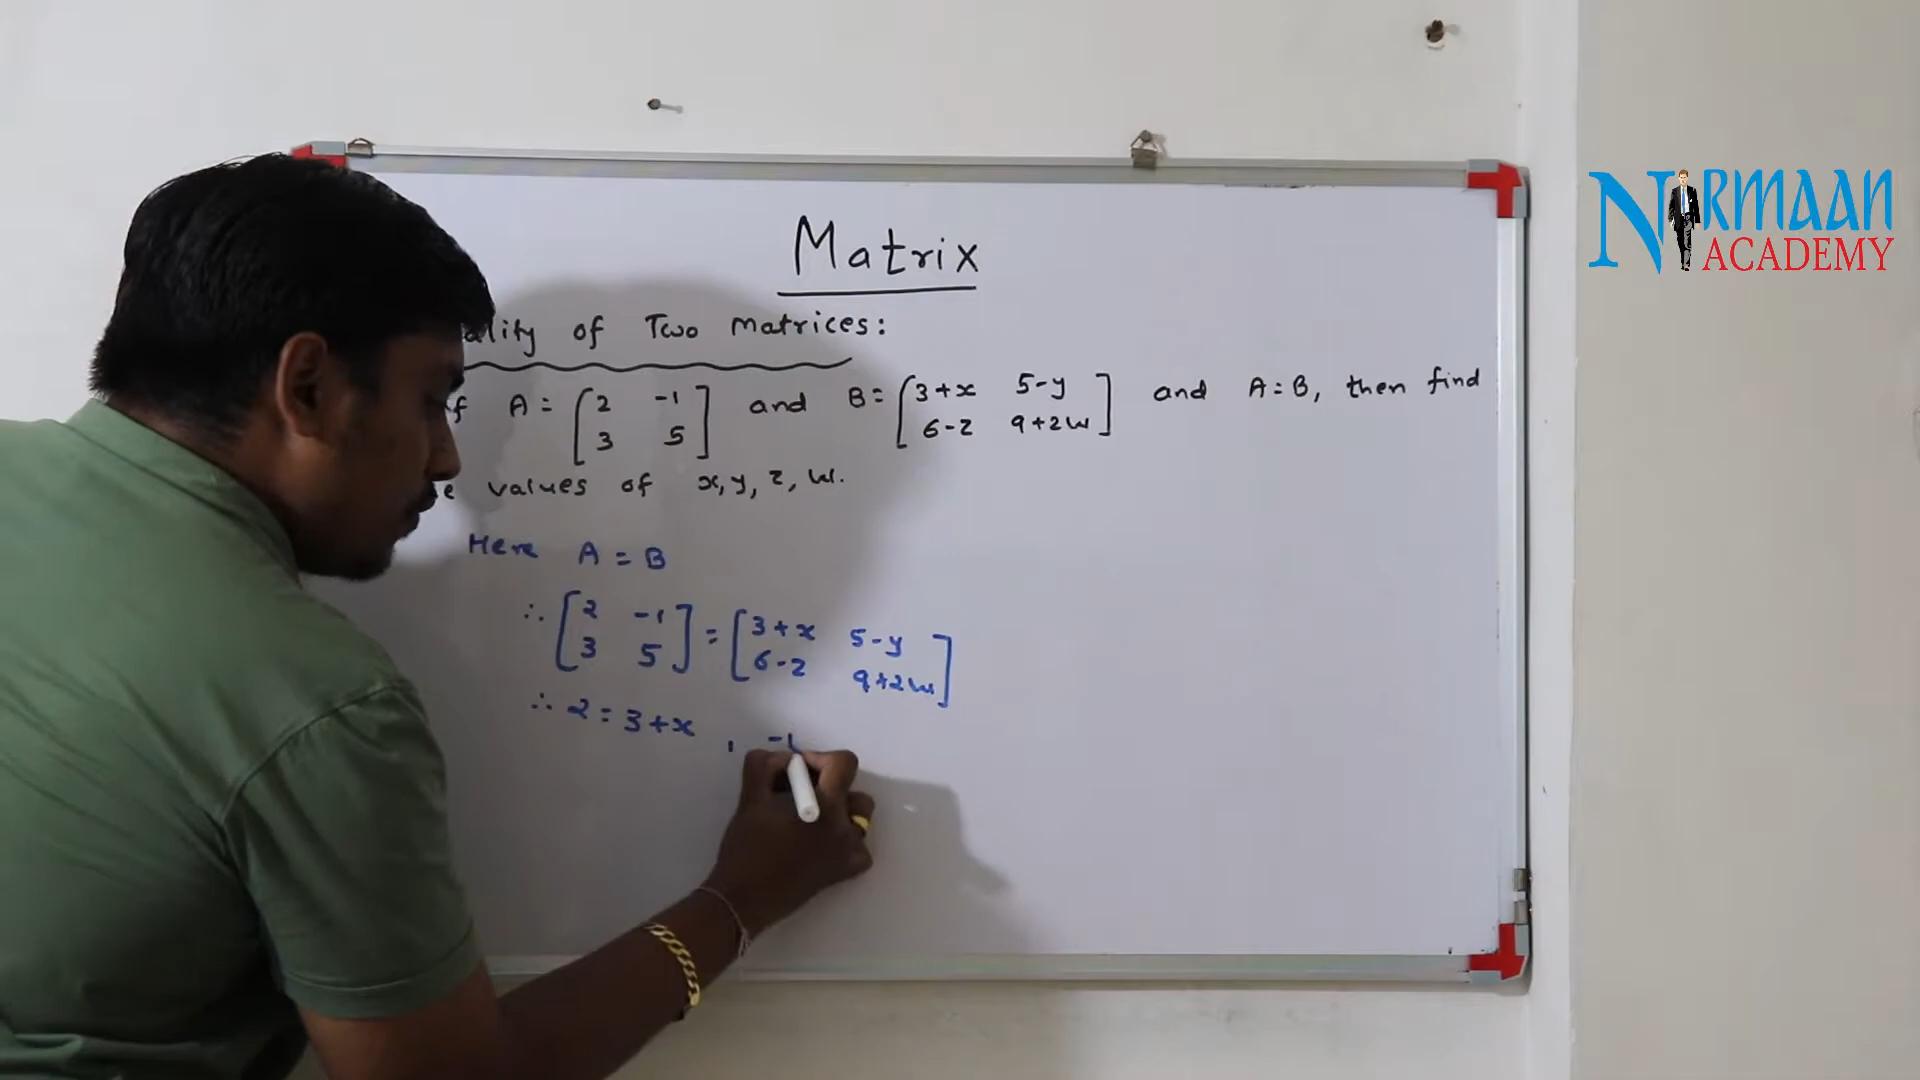 NIRMAAN
ACADEMY
Matrix
ality of Two Matrices:
f A = [2 -1 3 5] and B = [3+x 5-y 6-z 9+2w] and A = B, then find
e values of x, y, z, w.
Here A = B
∴ [2 -1 3 5] = [3+x 5-y 6-z 9+2w]
∴ 2 = 3+x , -1